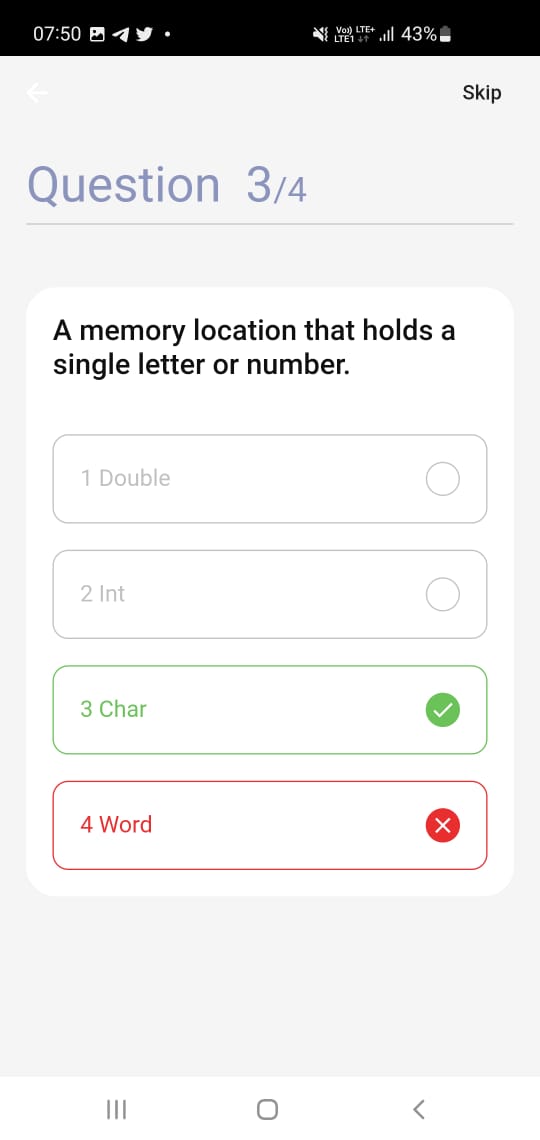 07:50
Vo) LTE+
LTE1
43%
Skip
Question 3/4
A memory location that holds a
single letter or number.
1 Double
2 Int
3 Char
4 Word